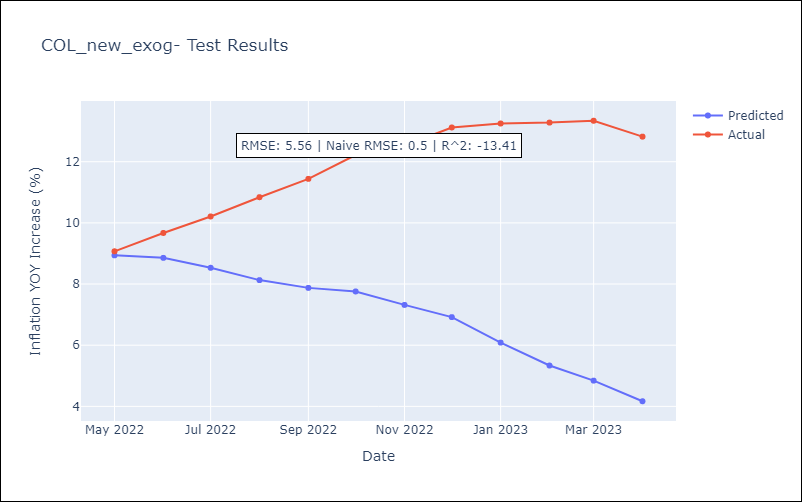 COL_new_exog- Test Results
Predicted
Actual
RMSE: 5.56 | Naive RMSE: 0.5 | R^2: -13.41
Inflation YOY Increase (%)
12
10
8
6
4
May 2022 Jul 2022 Sep 2022 Nov 2022 Jan 2023 Mar 2023
Date